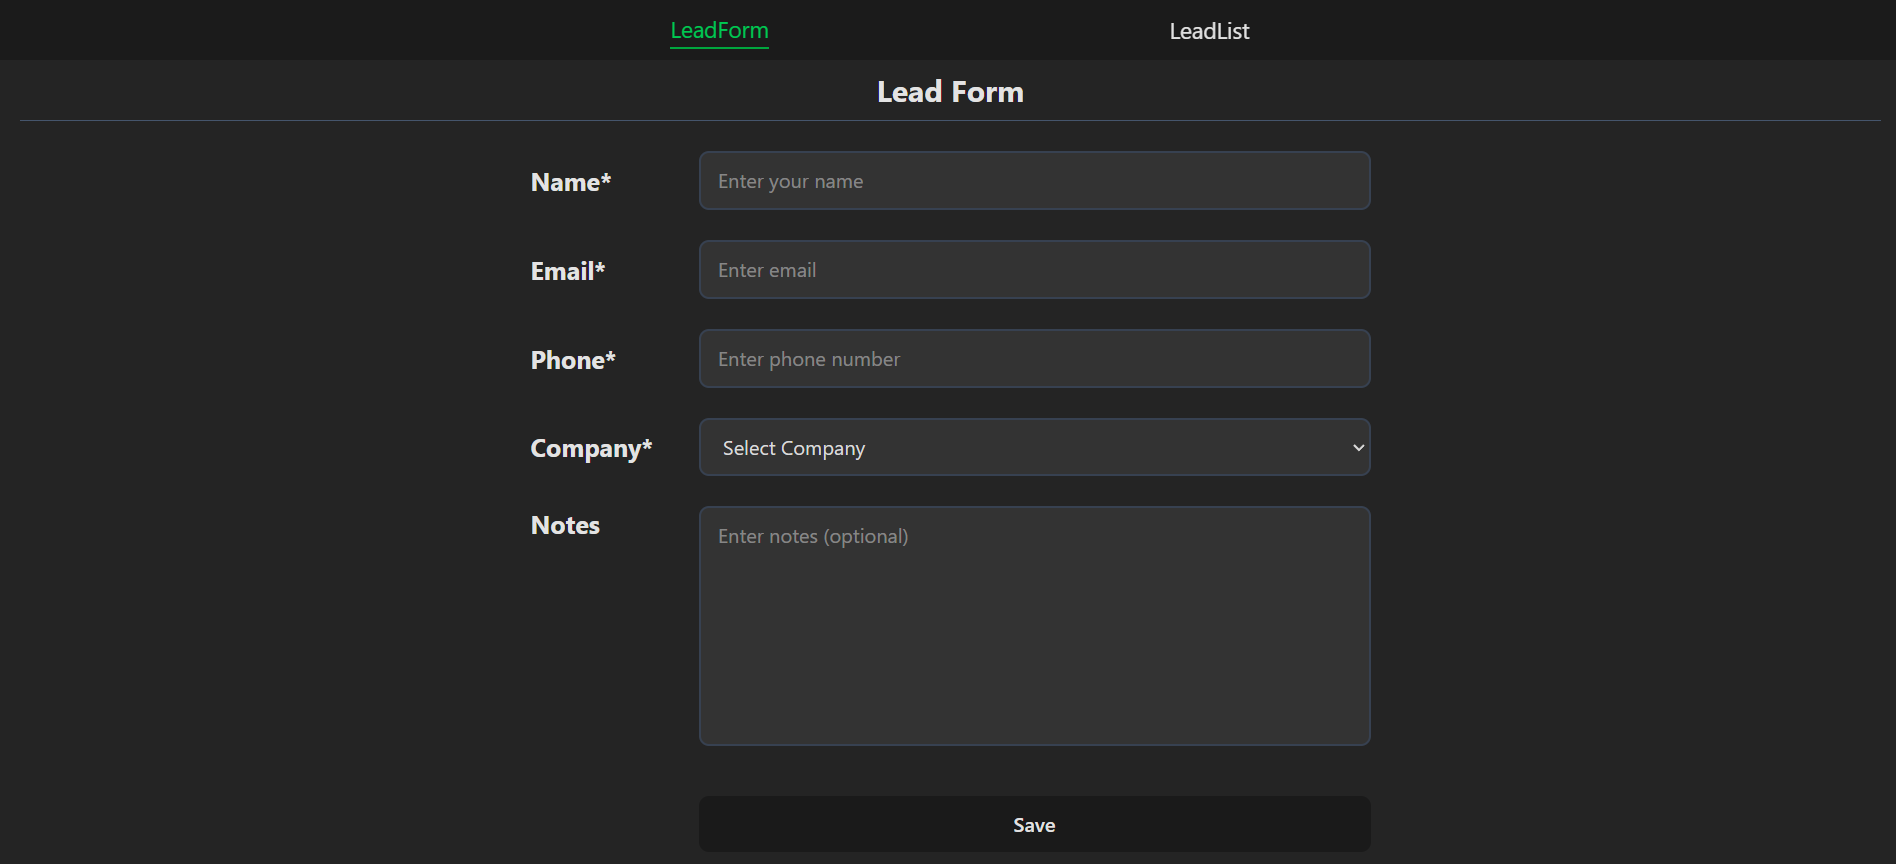 LeadForm LeadList
Lead Form
Name* Enter your name
Email* Enter email
Phone* Enter phone number
Company* Select Company
Notes Enter notes (optional)
Save